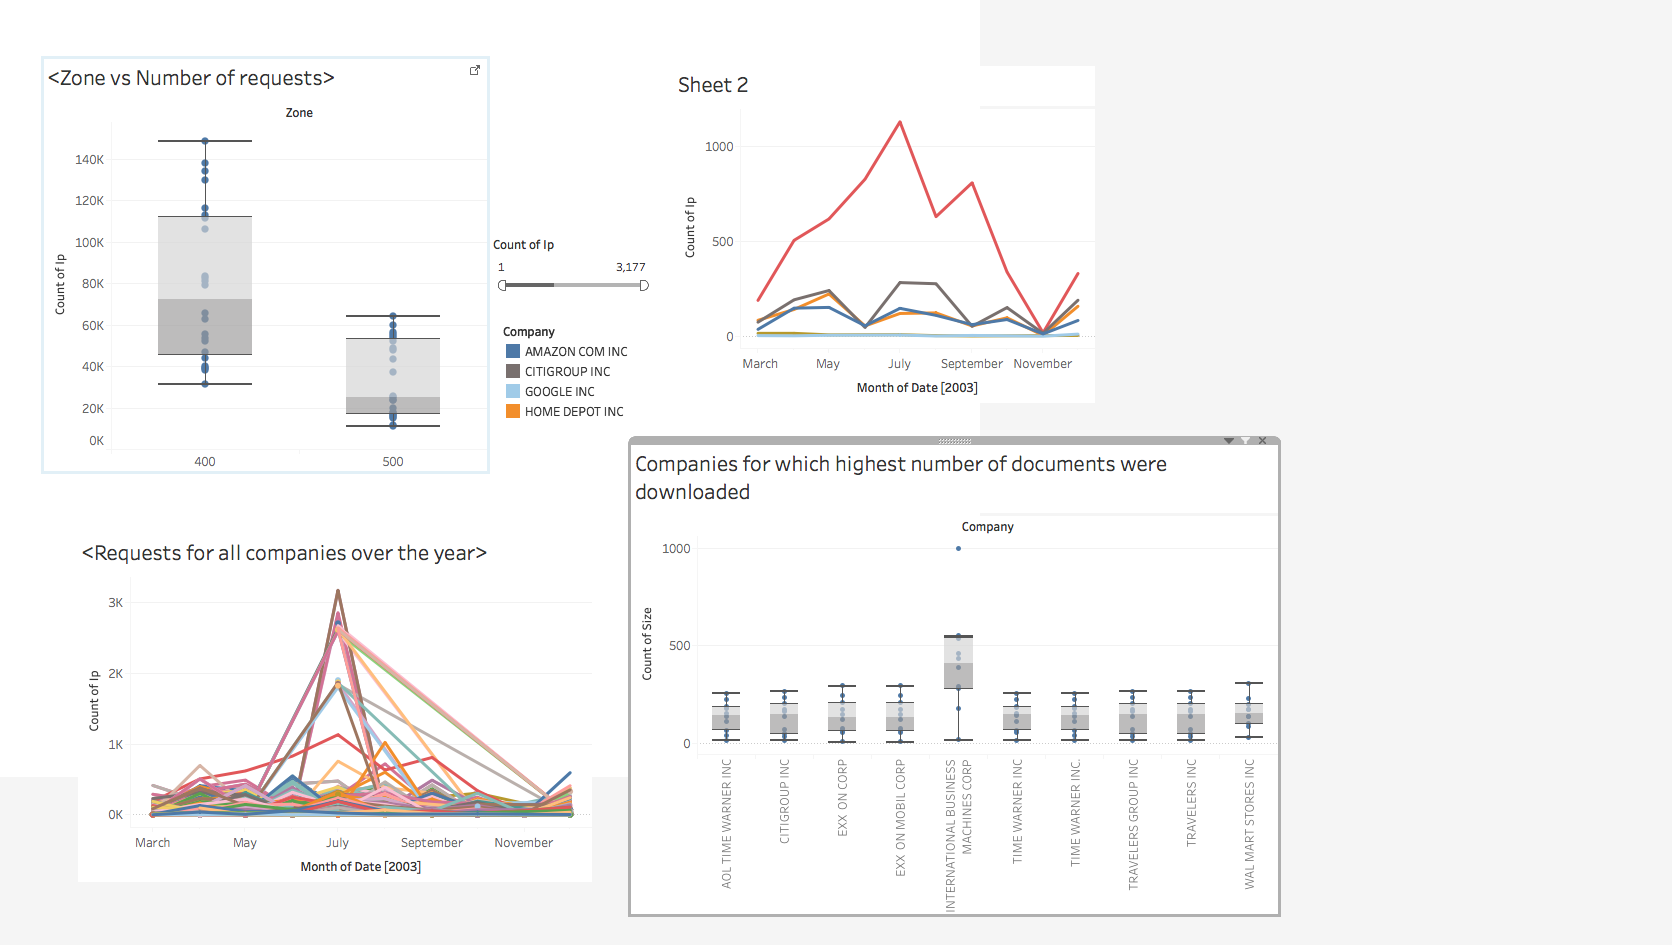 <Zone vs Number of requests>
Zone
Count of Ip
140K
120K
100K
80K
60K
40K
20K
0K
400
500
Count of Ip
1
3,177
Company
AMAZON COM INC
CITIGROUP INC
GOOGLE INC
HOME DEPOT INC
Sheet 2
Count of Ip
1000
500
0
March
May
July
September
November
Month of Date [2003]
<Requests for all companies over the year>
Count of Ip
3K
2K
1K
0K
March
May
July
September
November
Month of Date [2003]
Companies for which highest number of documents were
downloaded
Company
Count of Size
1000
500
0
AOL TIME WARNER INC
CITIGROUP INC
EXX ON CORP
EXX ON MOBIL CORP
INTERNATIONAL BUSINESS
MACHINES CORP
TIME WARNER INC
TIME WARNER INC.
TRAVELERS GROUP INC
TRAVELERS INC
WAL MART STORES INC